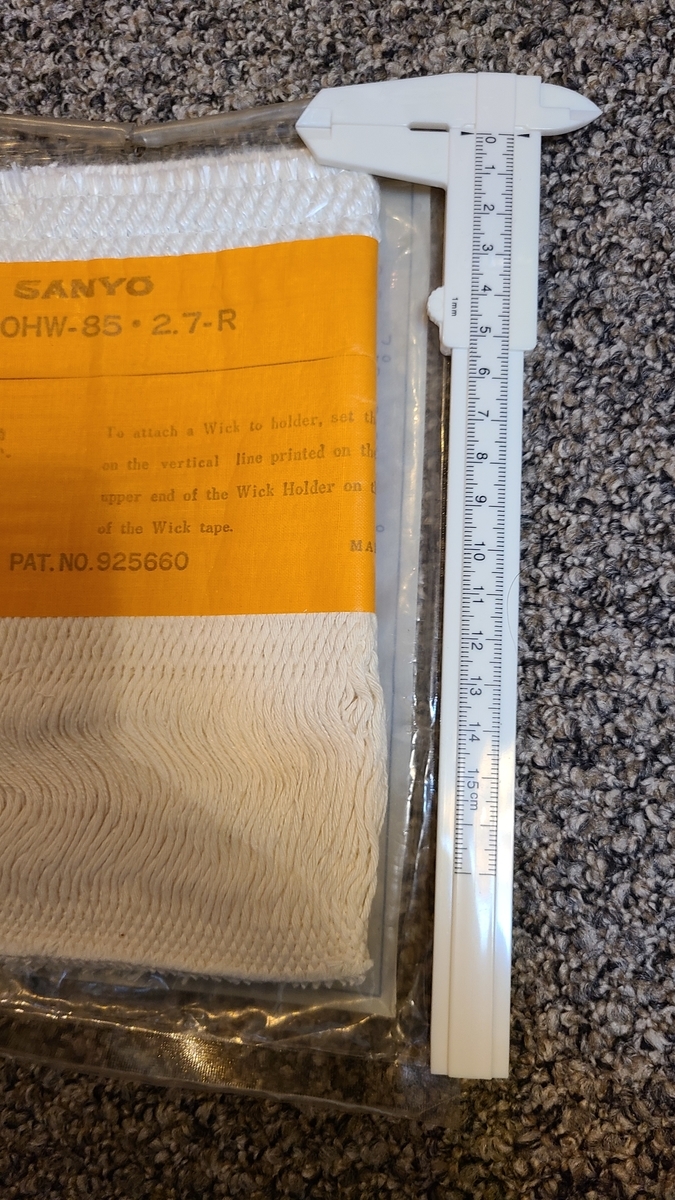 SANYO
OHW-85・2.7-R
To attach a Wick to holder, set th
on the vertical line printed on the
upper end of the Wick Holder on t
of the Wick tape.
MA
PAT. NO. 925660
0 1 2 3 4 5 6 7 8 9 10 11 12 13 14 15cm
1mm